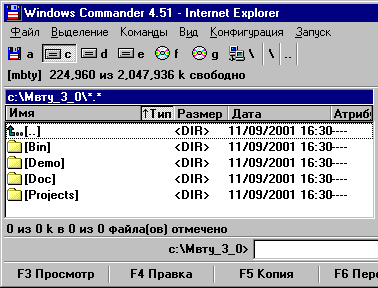 Windows Commander 4.51 - Internet Explorer
Файл Выделение Команды Вид Конфигурация Запуск
a c d e f g \ \ ..
[mbty] 224,960 из 2,047,936 k свободно
c:\Мвту_3_0\*.*
Имя ↑Тип Размер Дата Атрибу
[..] <DIR> 11/09/2001 16:30----
[Bin] <DIR> 11/09/2001 16:30----
[Demo] <DIR> 11/09/2001 16:30----
[Doc] <DIR> 11/09/2001 16:30----
[Projects] <DIR> 11/09/2001 16:30----
0 из 0 k в 0 из 0 файла(ов) отмечено
c:\Мвту_3_0>
F3 Просмотр F4 Правка F5 Копия F6 Пере